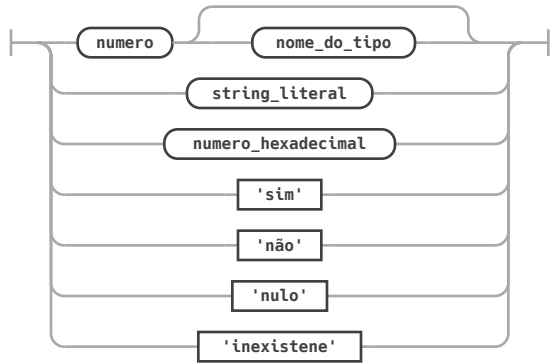 numero nome_do_tipo
string_literal
numero_hexadecimal
'sim'
'não'
'nulo'
'inexistene'